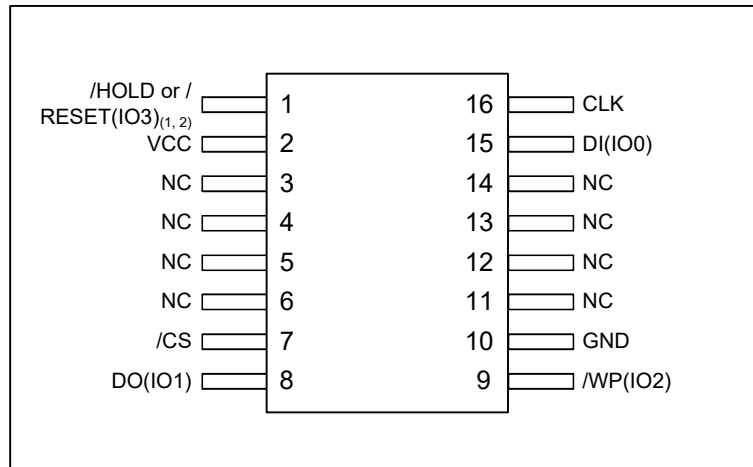 /HOLD or /
RESET(IO3)(1, 2)
1
16
CLK
VCC
2
15
DI(IO0)
NC
3
14
NC
NC
4
13
NC
NC
5
12
NC
NC
6
11
NC
/CS
7
10
GND
DO(IO1)
8
9
/WP(IO2)